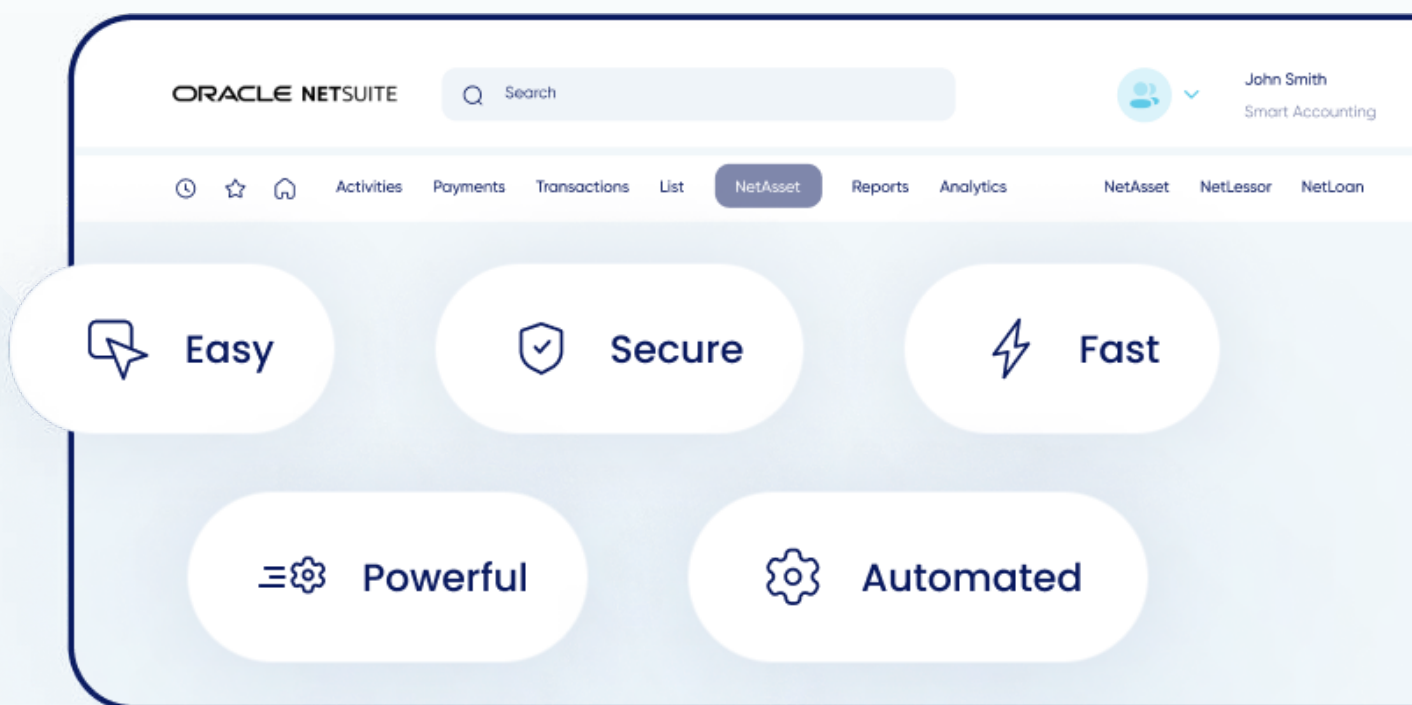 ORACLE NETSUITE
Search
John Smith
Smart Accounting
Activities Payments Transactions List NetAsset Reports Analytics NetAsset NetLessor NetLoan
Easy Secure Fast
Powerful Automated